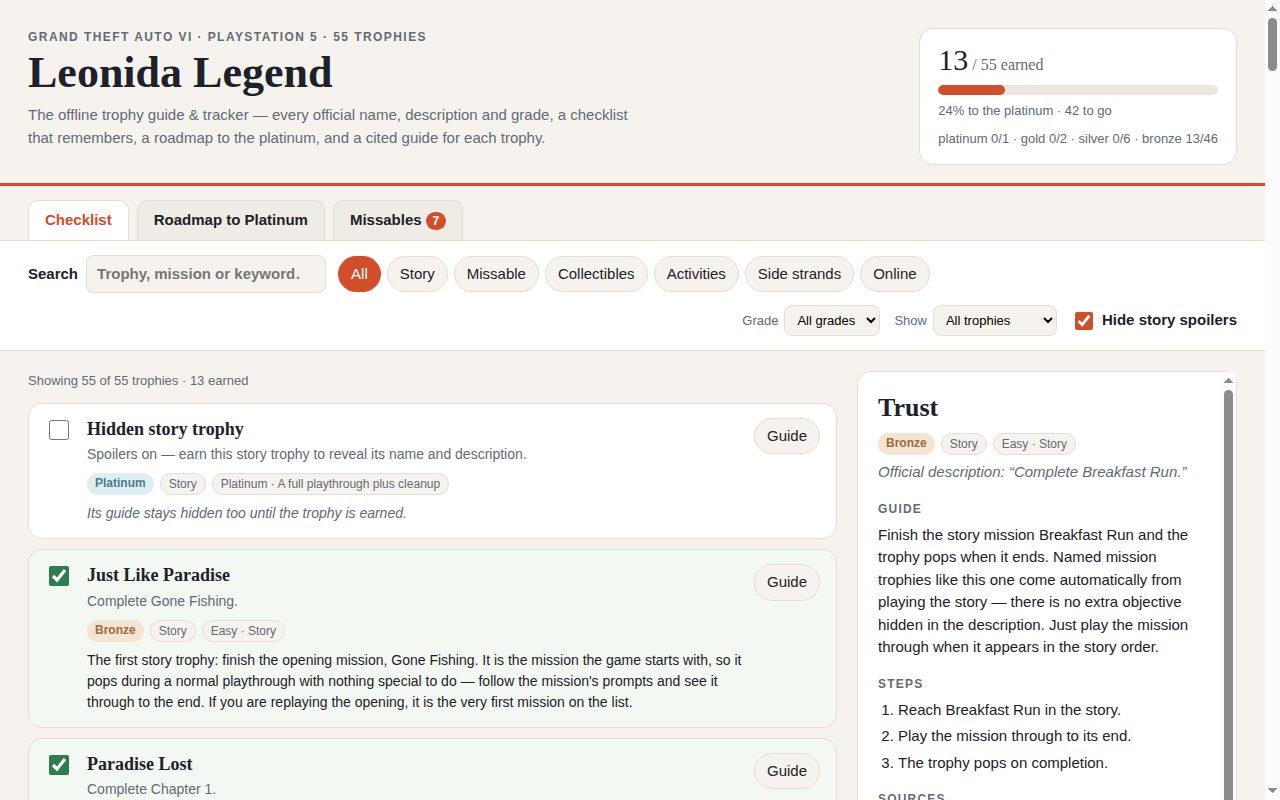 GRAND THEFT AUTO VI · PLAYSTATION 5 · 55 TROPHIES
Leonida Legend
The offline trophy guide & tracker — every official name, description and grade, a checklist
that remembers, a roadmap to the platinum, and a cited guide for each trophy.
13 / 55 earned
24% to the platinum · 42 to go
platinum 0/1 · gold 0/2 · silver 0/6 · bronze 13/46
Checklist
Roadmap to Platinum
Missables 7
Search
Trophy, mission or keyword.
All
Story
Missable
Collectibles
Activities
Side strands
Online
Grade
All grades
Show
All trophies
Hide story spoilers
Showing 55 of 55 trophies · 13 earned
Hidden story trophy
Guide
Spoilers on — earn this story trophy to reveal its name and description.
Platinum
Story
Platinum · A full playthrough plus cleanup
Its guide stays hidden too until the trophy is earned.
Just Like Paradise
Guide
Complete Gone Fishing.
Bronze
Story
Easy · Story
The first story trophy: finish the opening mission, Gone Fishing. It is the mission the game starts with, so it
pops during a normal playthrough with nothing special to do — follow the mission's prompts and see it
through to the end. If you are replaying the opening, it is the very first mission on the list.
Paradise Lost
Guide
Complete Chapter 1.
Trust
Bronze
Story
Easy · Story
Official description: “Complete Breakfast Run.”
GUIDE
Finish the story mission Breakfast Run and the
trophy pops when it ends. Named mission
trophies like this one come automatically from
playing the story — there is no extra objective
hidden in the description. Just play the mission
through when it appears in the story order.
STEPS
1. Reach Breakfast Run in the story.
2. Play the mission through to its end.
3. The trophy pops on completion.
SOURCES